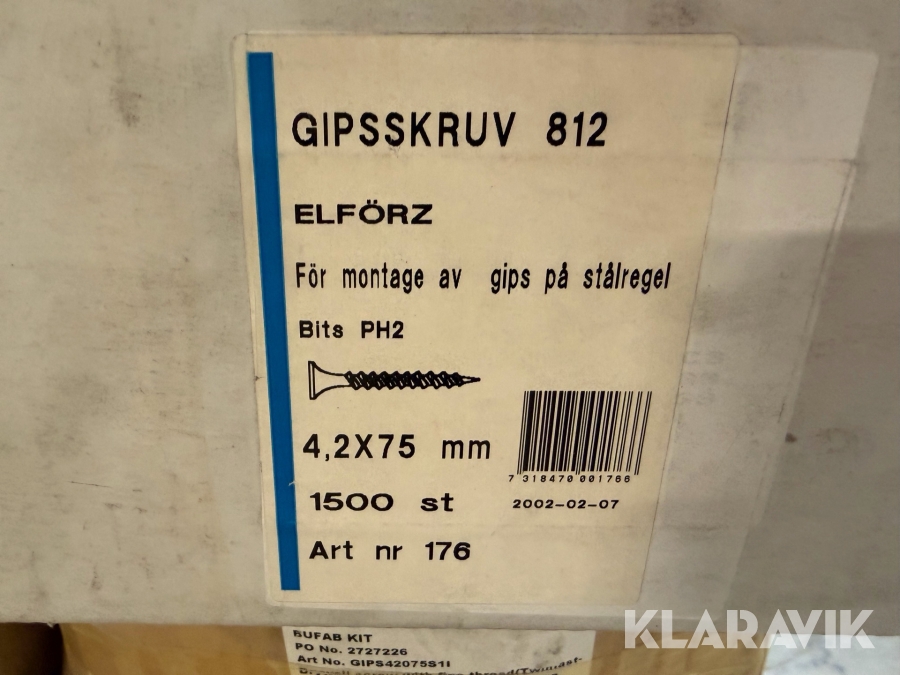 GIPSSKRUV 812
ELFÖRZ
För montage av gips på stålregel
Bits PH2
4,2X75 mm
7 318470 001766
1500 st
2002-02-07
Art nr 176
KLARAVIK
BUFAB KIT
PO No. 2727226
Art No. GIPS42075S1I